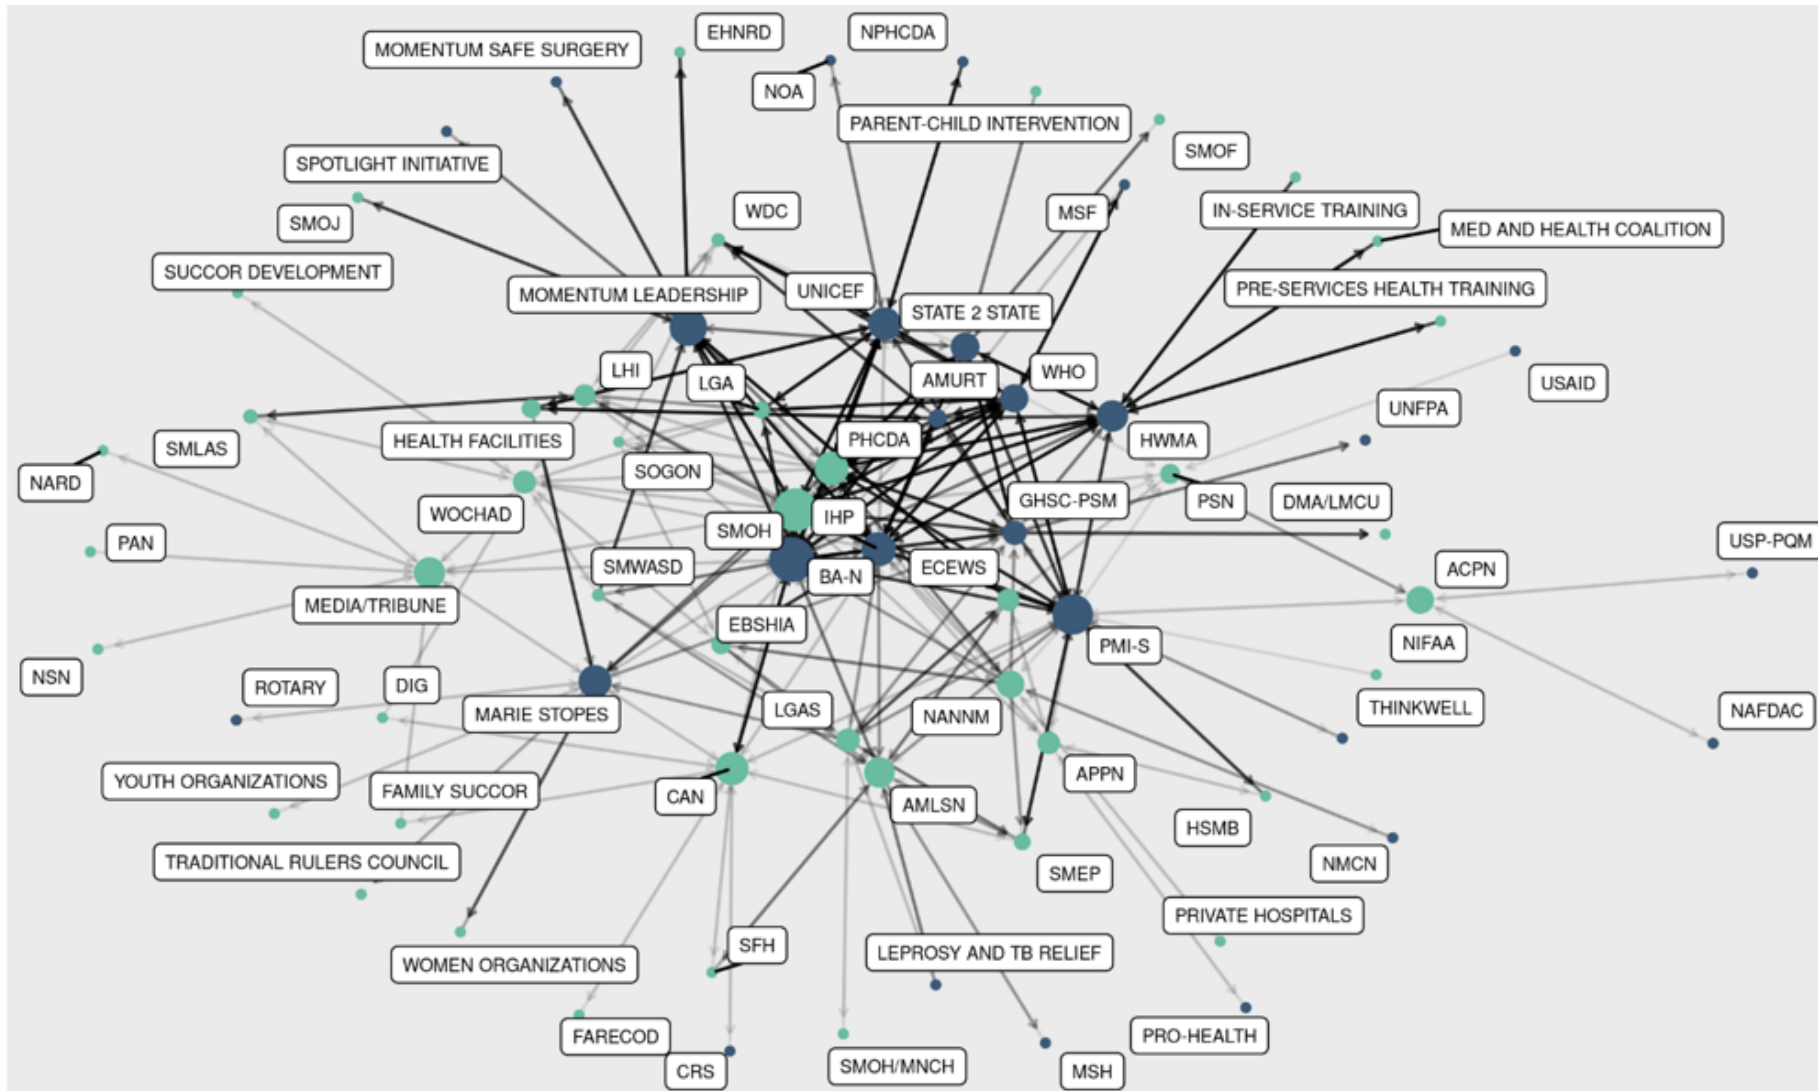 EHNRD
NPHCDA
MOMENTUM SAFE SURGERY
NOA
PARENT-CHILD INTERVENTION
SMOF
SPOTLIGHT INITIATIVE
SMOJ
WDC
MSF
IN-SERVICE TRAINING
MED AND HEALTH COALITION
SUCCOR DEVELOPMENT
MOMENTUM LEADERSHIP
UNICEF
STATE 2 STATE
PRE-SERVICES HEALTH TRAINING
LHI
LGA
AMURT
WHO
USAID
UNFPA
HEALTH FACILITIES
PHCDA
HWMA
SMLAS
SOGON
NARD
GHSC-PSM
PSN
DMA/LMCU
WOCHAD
SMOH
IHP
PAN
USP-PQM
SMWASD
BA-N
ECEWS
ACPN
MEDIA/TRIBUNE
EBSHIA
PMI-S
NIFAA
NSN
ROTARY
DIG
MARIE STOPES
LGAS
NANNM
THINKWELL
NAFDAC
YOUTH ORGANIZATIONS
FAMILY SUCCOR
CAN
AMLSN
APPN
HSMB
TRADITIONAL RULERS COUNCIL
SMEP
NMCN
PRIVATE HOSPITALS
WOMEN ORGANIZATIONS
SFH
LEPROSY AND TB RELIEF
FARECOD
PRO-HEALTH
CRS
SMOH/MNCH
MSH